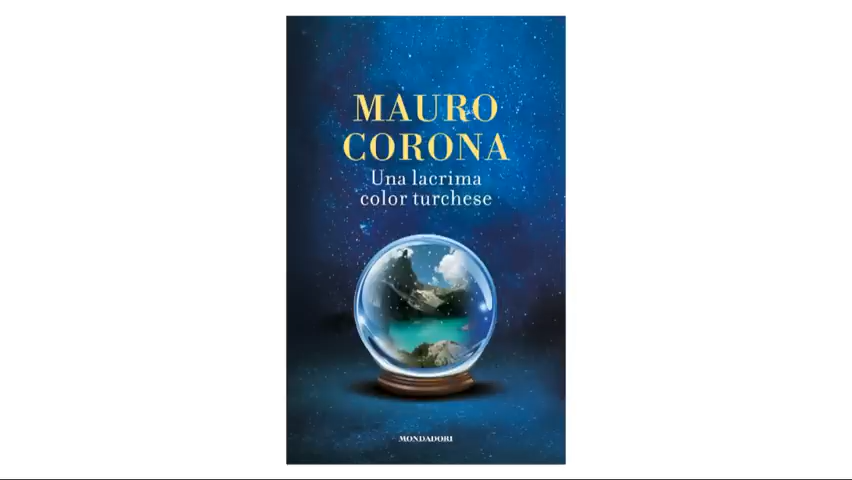 MAURO
CORONA
Una lacrima
color turchese
MONDADORI